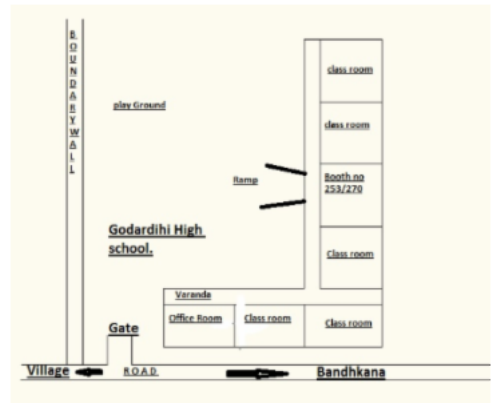 BOUNDARYWALL
class room
play Ground
class room
Ramp
Booth no
253/270
Godardihi High
school.
Class room
Varanda
Office Room
Class room
Class room
Gate
Village
ROAD
Bandhkana